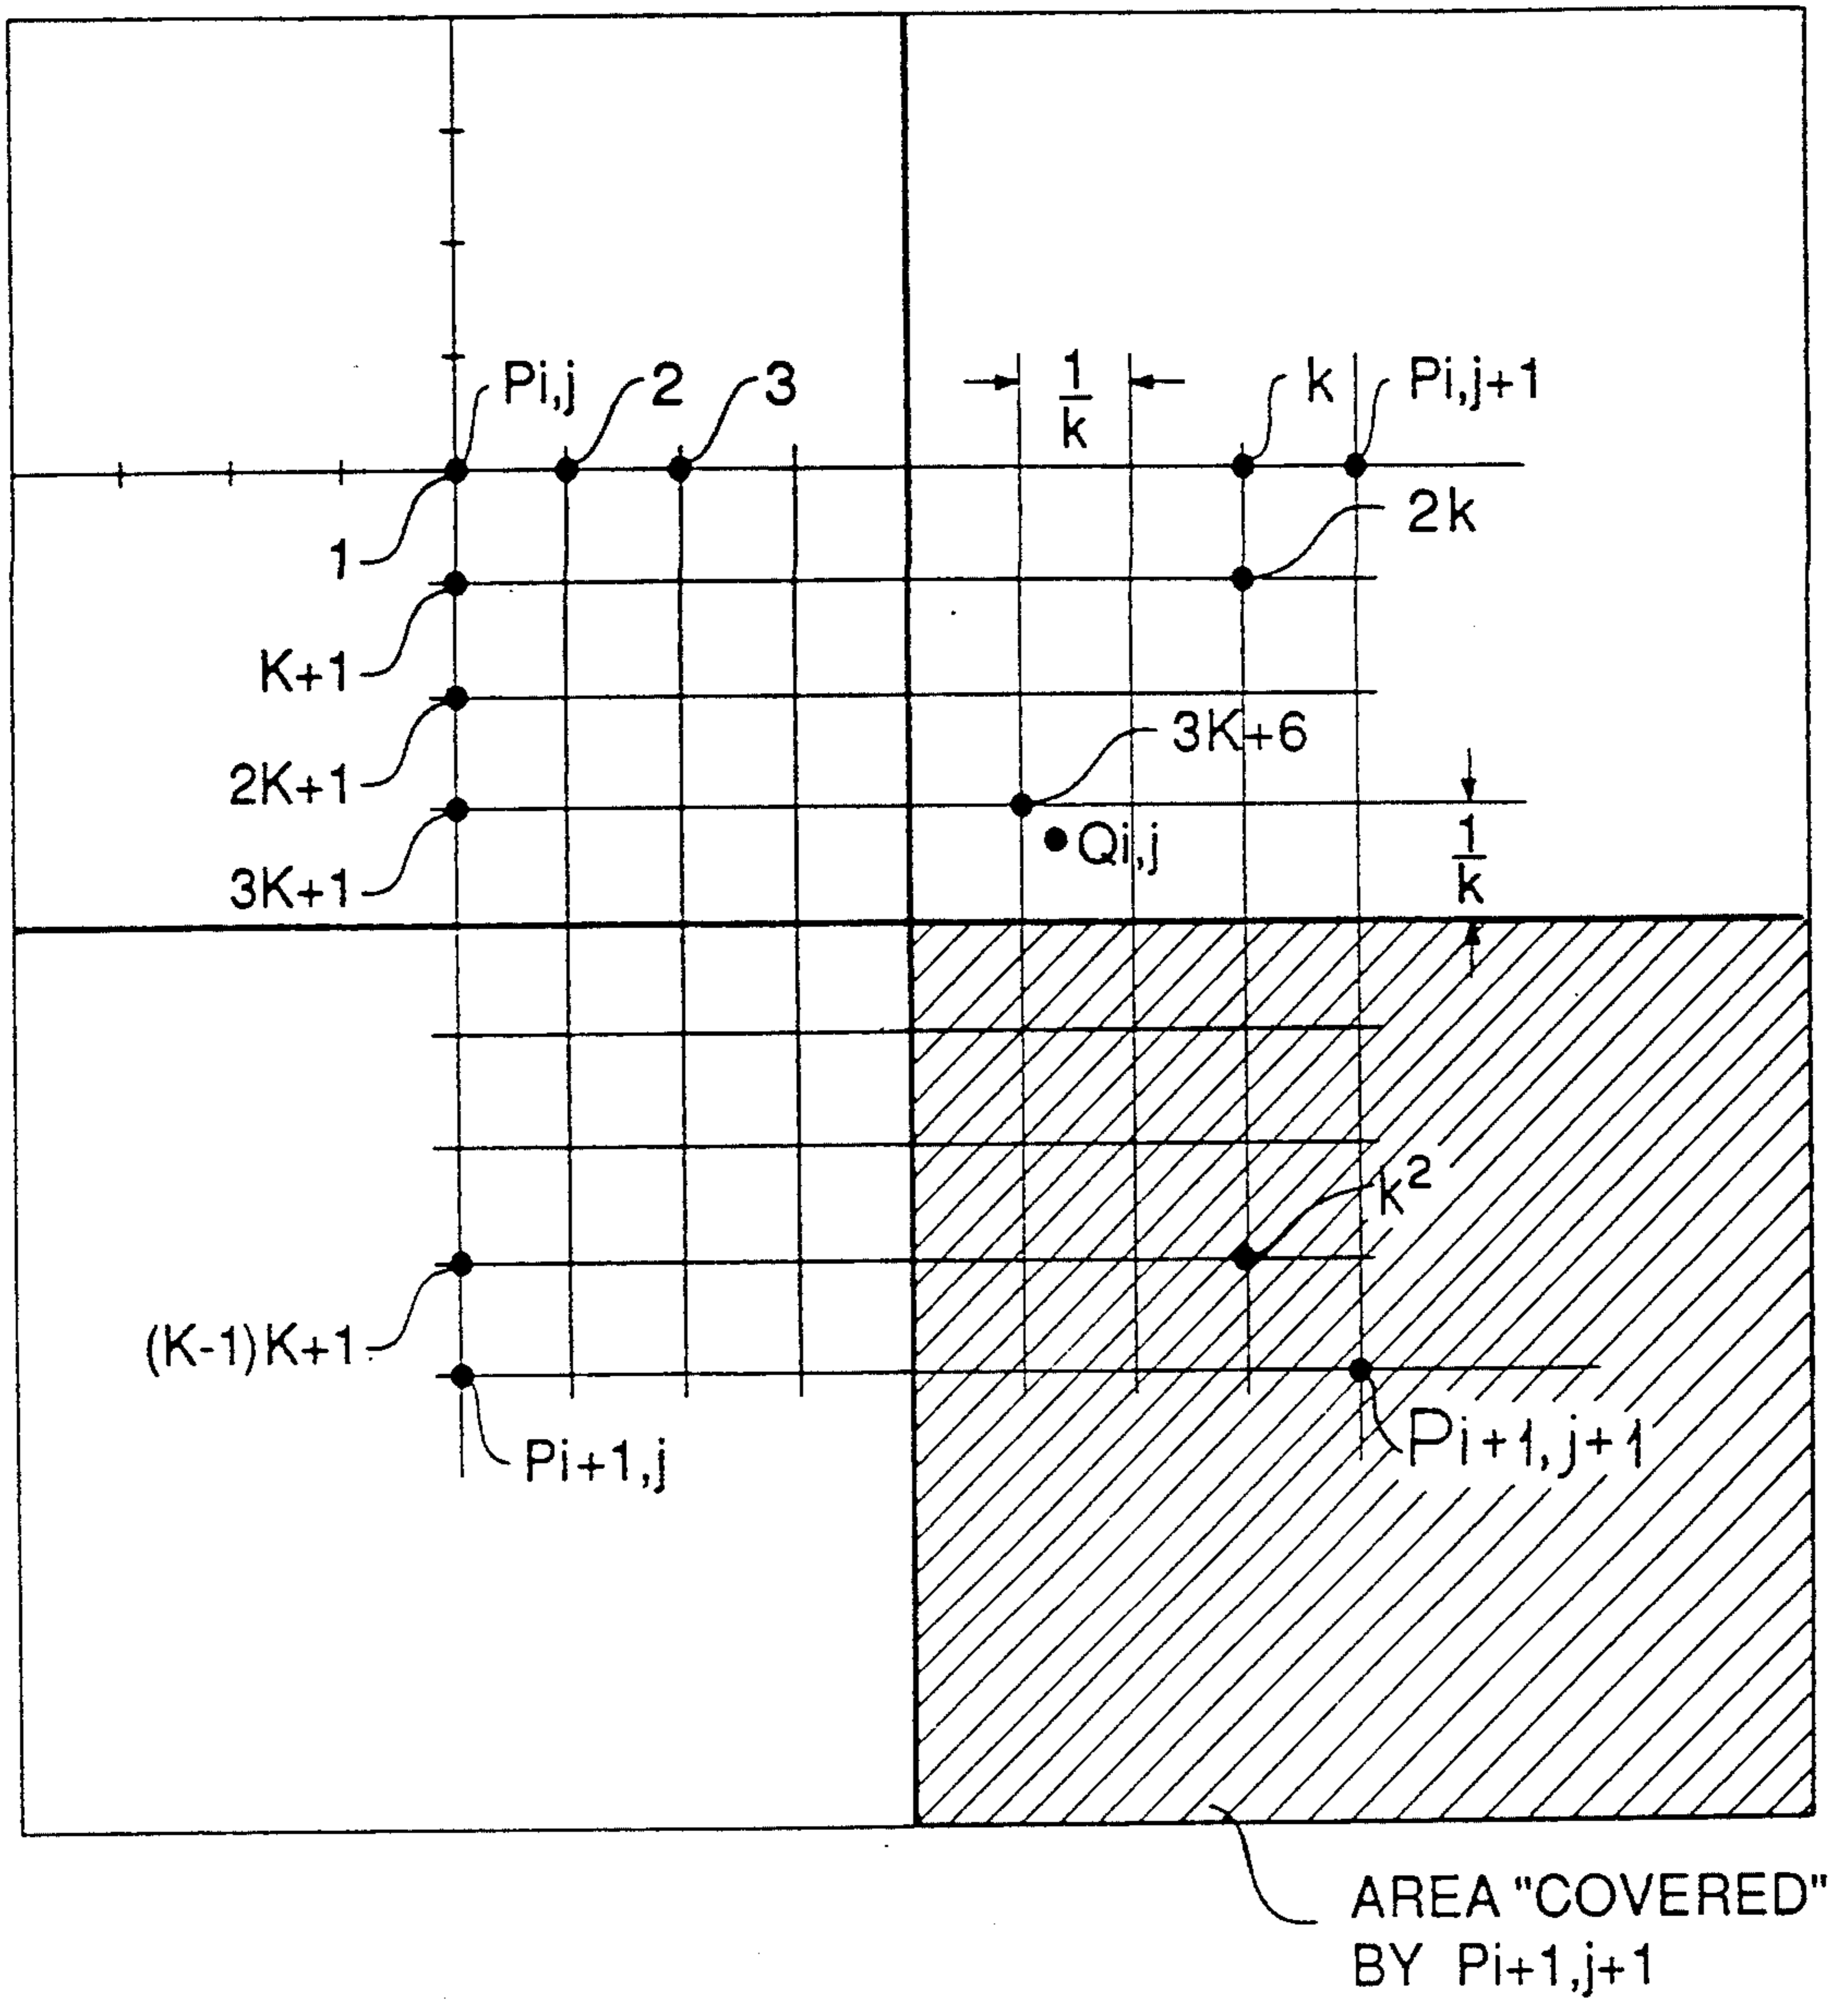 Pi,j
2
3
1
k
k
Pi,j+1
2k
1
K+1
2K+1
3K+6
3K+1
Qi,j
1
k
k2
(K-1)K+1
Pi+1,j
Pi+1,j+1
AREA "COVERED"
BY Pi+1,j+1